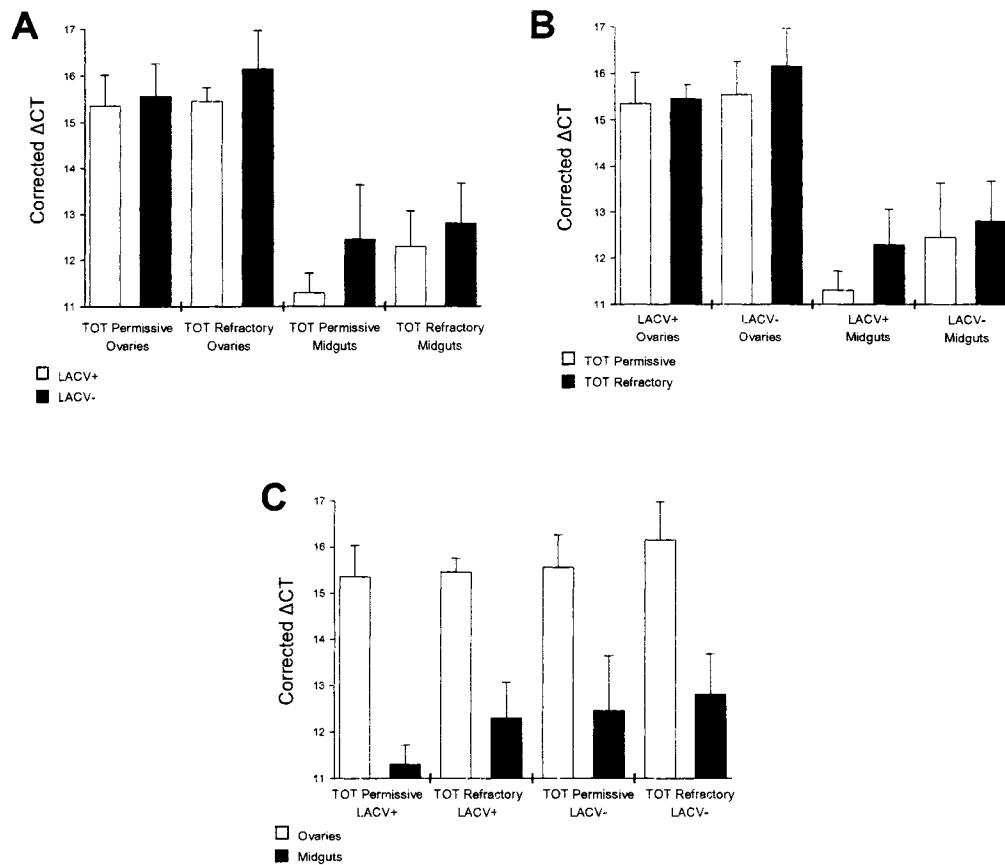 A
Corrected ΔCT
17
16
15
14
13
12
11
TOT Permissive
Ovaries
TOT Refractory
Ovaries
TOT Permissive
Midguts
TOT Refractory
Midguts
LACV+
LACV-
B
Corrected ΔCT
17
16
15
14
13
12
11
LACV+
Ovaries
LACV-
Ovaries
LACV+
Midguts
LACV-
Midguts
TOT Permissive
TOT Refractory
C
Corrected ΔCT
17
16
15
14
13
12
11
TOT Permissive
LACV+
TOT Refractory
LACV+
TOT Permissive
LACV-
TOT Refractory
LACV-
Ovaries
Midguts